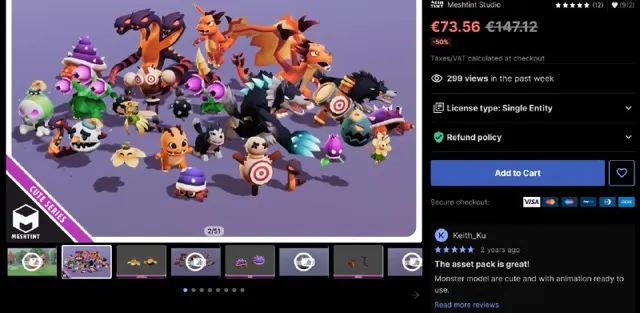 Meshtint Studio
★★★★★ (12) | ♥(912)
€73.56 €147.12
-50%
Taxes/VAT calculated at checkout
299 views in the past week
License type: Single Entity
Refund policy
Add to Cart
Secure checkout: VISA
CUTE SERIES
MESHTINT
2/51
K Keith_Ku
★★★★★ 2 years ago
The asset pack is great!
Monster model are cute and with animation ready to
use.
Read more reviews